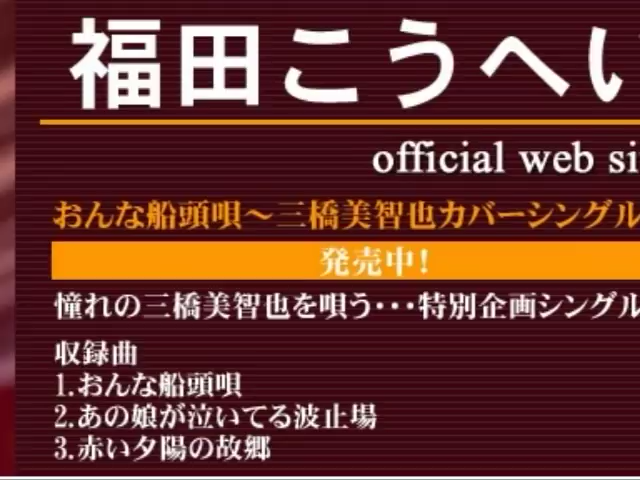 福田こうへい
official web si
おんな船頭唄～三橋美智也カバーシングル
発売中！
憧れの三橋美智也を唄う・・・特別企画シングル
収録曲
1.おんな船頭唄
2.あの娘が泣いてる波止場
3.赤い夕陽の故郷